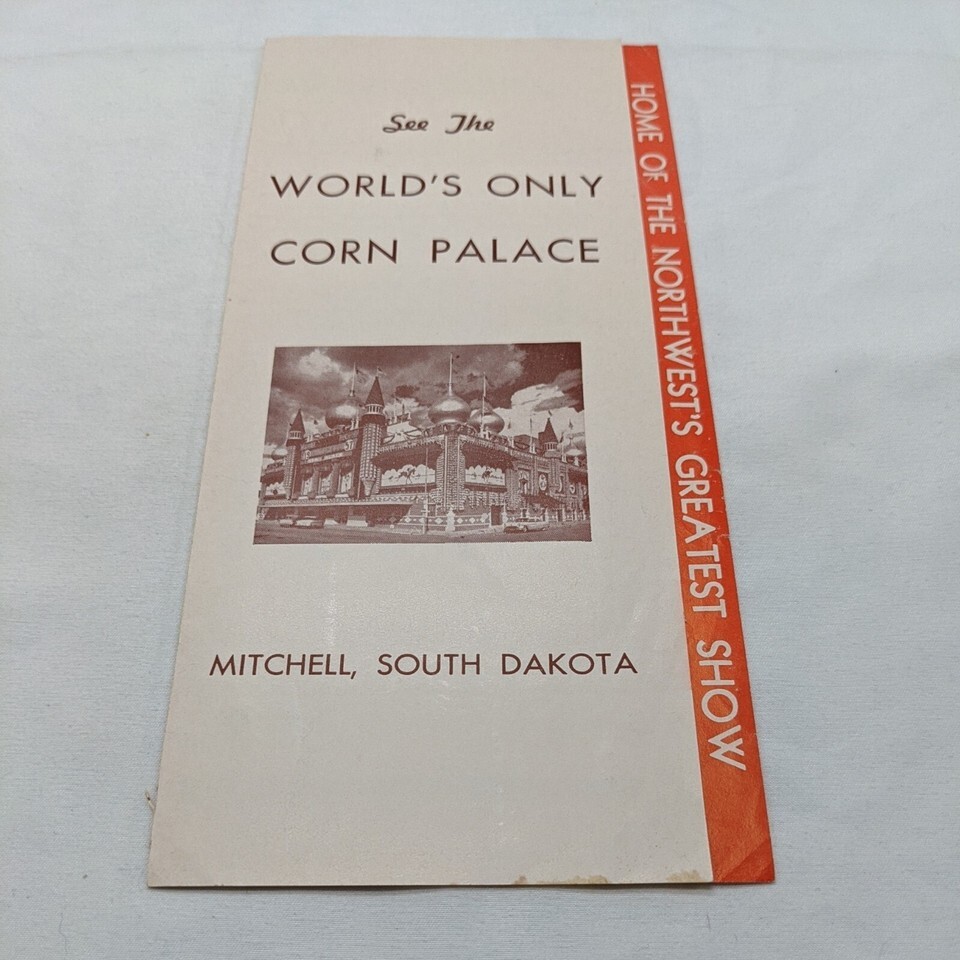 See The
WORLD'S ONLY
CORN PALACE
MITCHELL, SOUTH DAKOTA
HOME OF THE NORTHWEST'S GREATEST SHOW